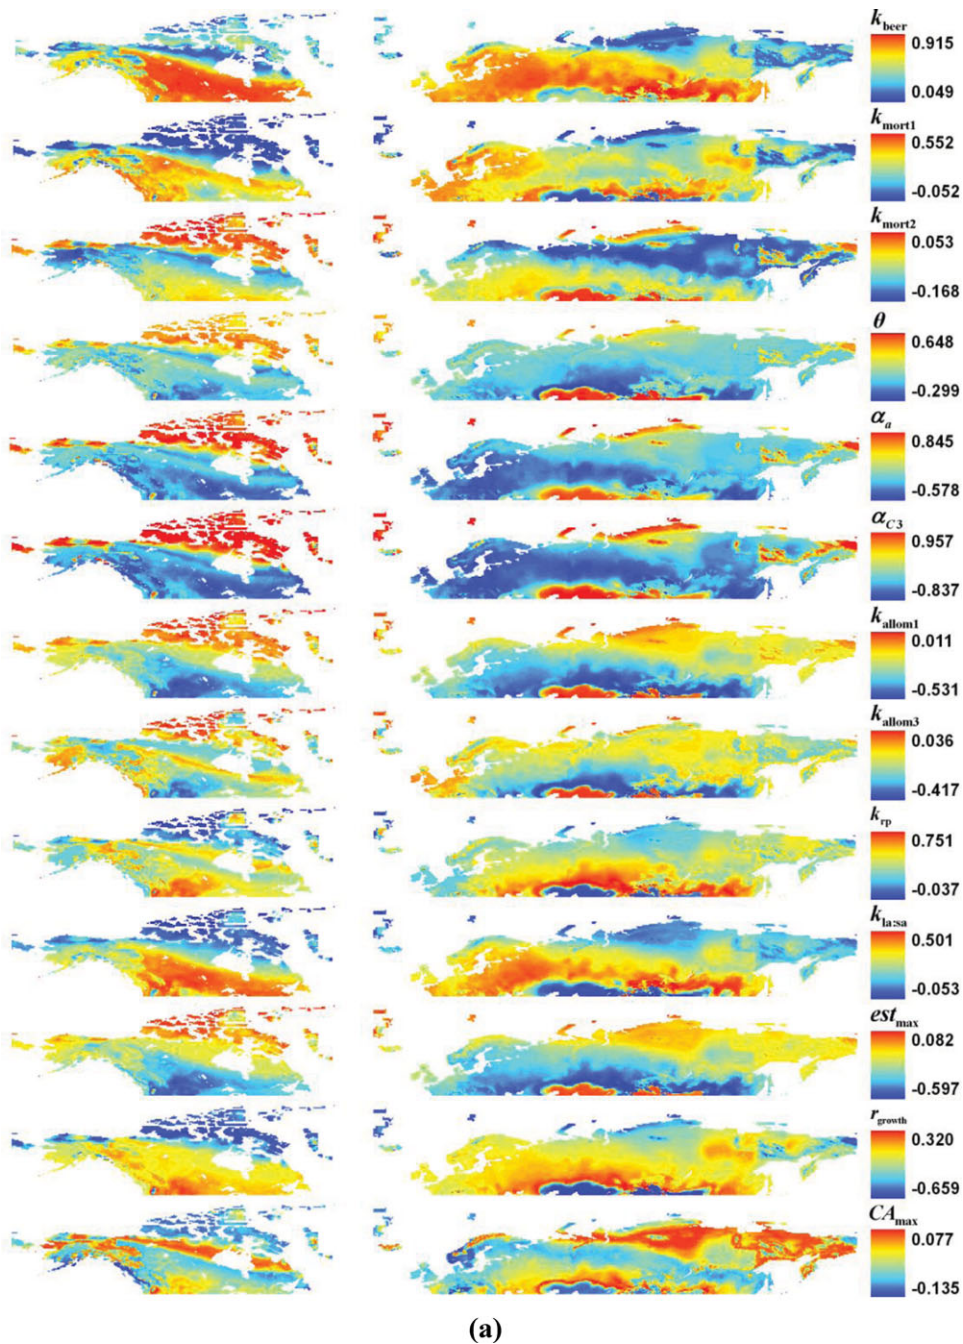 k_beer
0.915
0.049
k_mort1
0.552
-0.052
k_mort2
0.053
-0.168
θ
0.648
-0.299
α_a
0.845
-0.578
α_C3
0.957
-0.837
k_allom1
0.011
-0.531
k_allom3
0.036
-0.417
k_rp
0.751
-0.037
k_la:sa
0.501
-0.053
est_max
0.082
-0.597
r_growth
0.320
-0.659
CA_max
0.077
-0.135
(a)